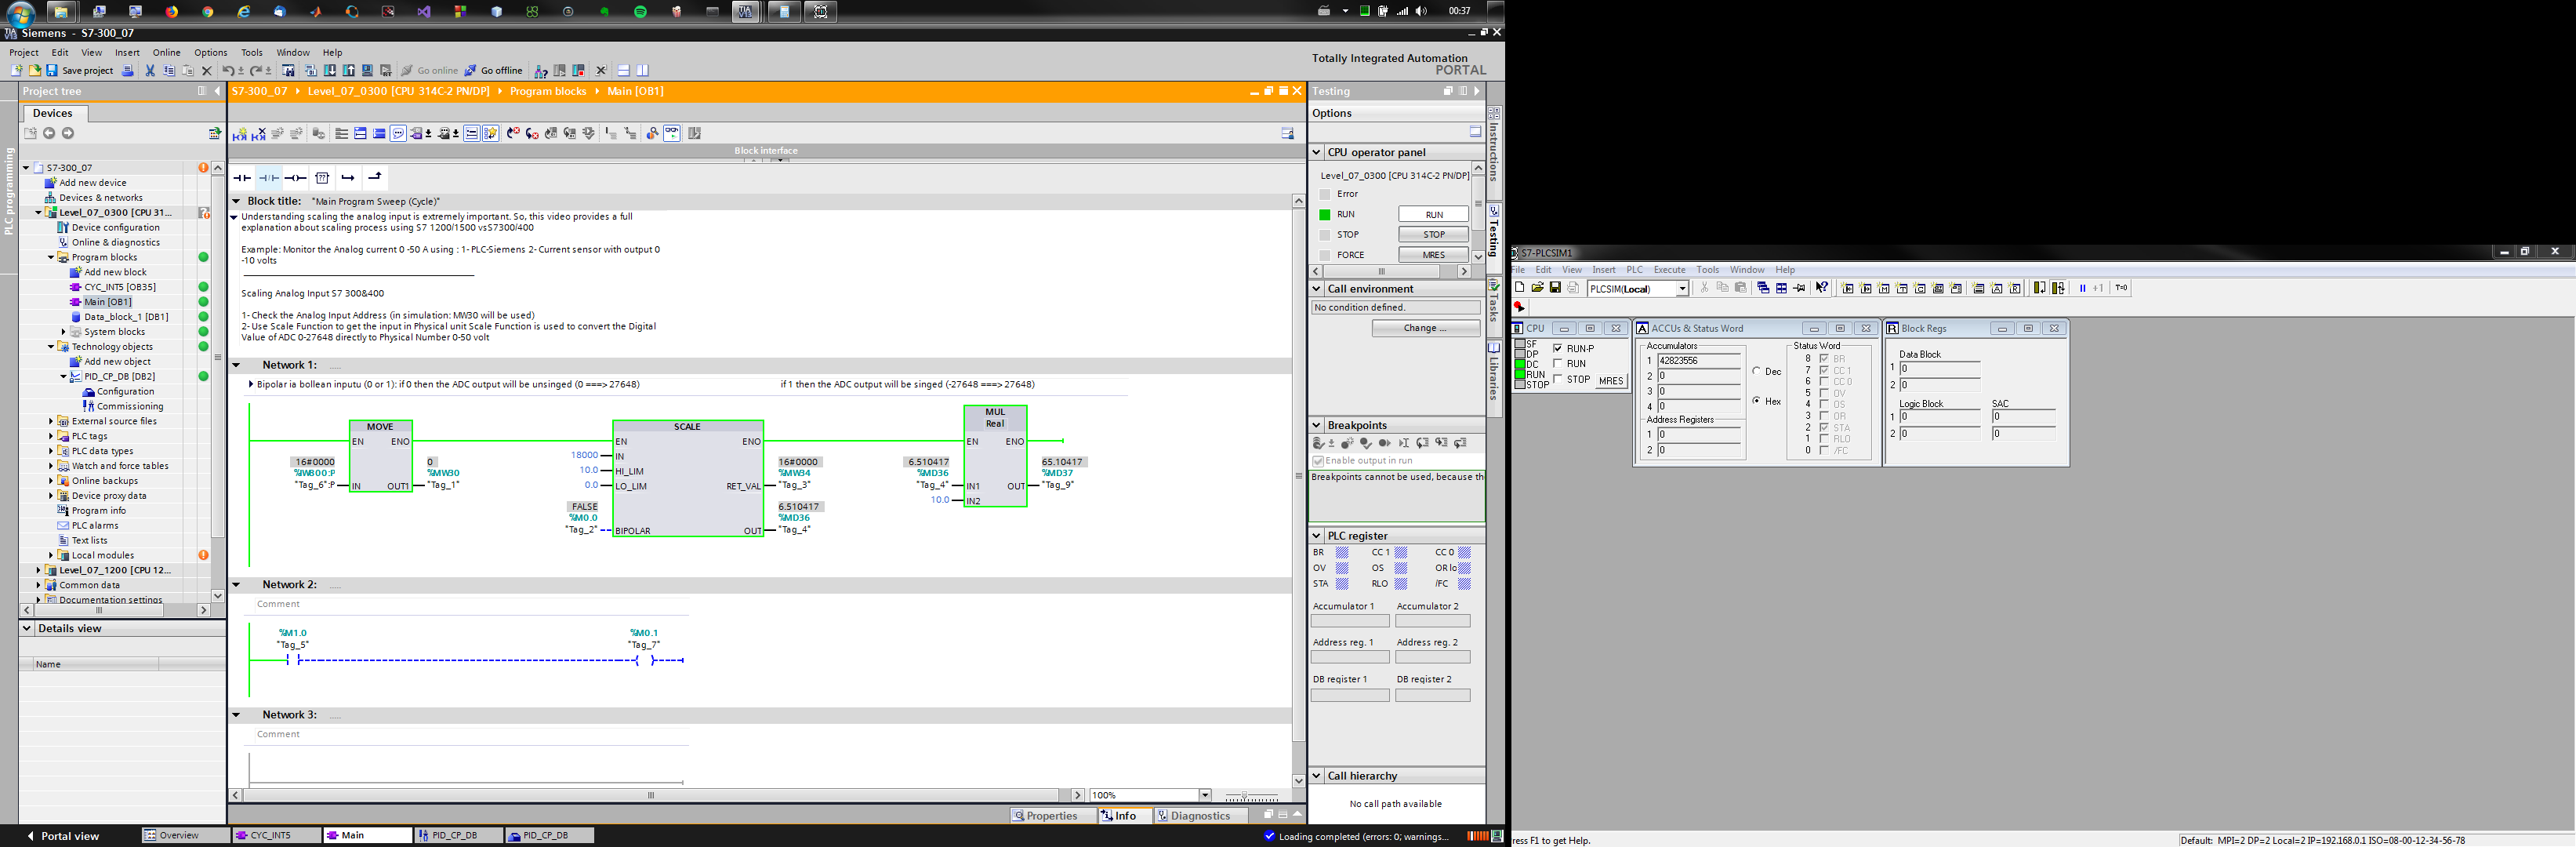 00:37
Siemens - S7-300_07
Project Edit View Insert Online Options Tools Window Help
Totally Integrated Automation
PORTAL
Save project
Go online
Go offline
Project tree
S7-300_07 Level_07_0300 [CPU 314C-2 PN/DP] Program blocks Main [OB1]
Testing
Devices
Options
PLC programming
Block interface
S7-300_07
Add new device
Devices & networks
Level_07_0300 [CPU 31...
Device configuration
Online & diagnostics
Program blocks
Add new block
CYC_INT5 [OB35]
Main [OB1]
Data_block_1 [DB1]
System blocks
Technology objects
Add new object
PID_CP_DB [DB2]
Configuration
Commissioning
External source files
PLC tags
PLC data types
Watch and force tables
Online backups
Device proxy data
Program info
PLC alarms
Text lists
Local modules
Level_07_1200 [CPU 12...
Common data
Documentation settings
Details view
Name
Block title: "Main Program Sweep (Cycle)"
Understanding scaling the analog input is extremely important. So, this video provides a full
explanation about scaling process using S7 1200/1500 vsS7300/400
Example: Monitor the Analog current 0 -50 A using : 1- PLC-Siemens 2- Current sensor with output 0
-10 volts
Scaling Analog Input S7 300&400
1- Check the Analog Input Address (in simulation: MW30 will be used)
2- Use Scale Function to get the input in Physical unit Scale Function is used to convert the Digital
Value of ADC 0-27648 directly to Physical Number 0-50 volt
Network 1: .....
Bipolar ia bollean inputu (0 or 1): if 0 then the ADC output will be unsinged (0 ===> 27648)
if 1 then the ADC output will be singed (-27648 ===> 27648)
MOVE
EN ENO
16#0000
%IW800:P
"Tag_6":P
IN OUT1
0
%MW30
"Tag_1"
SCALE
EN ENO
18000 IN
10.0 HI_LIM
0.0 LO_LIM
16#0000
%MW34
RET_VAL "Tag_3"
FALSE
%M0.0
"Tag_2" BIPOLAR
6.510417
%MD36
OUT "Tag_4"
MUL
Real
EN ENO
6.510417
%MD36
"Tag_4" IN1
10.0 IN2
65.10417
%MD37
OUT "Tag_9"
Network 2: .....
Comment
%M1.0
"Tag_5"
%M0.1
"Tag_7"
Network 3: .....
Comment
100%
Properties Info Diagnostics
CPU operator panel
Level_07_0300 [CPU 314C-2 PN/DP]
Error
RUN RUN
STOP STOP
FORCE MRES
Call environment
No condition defined.
Change ...
Breakpoints
Enable output in run
Breakpoints cannot be used, because th
PLC register
BR CC 1 CC 0
OV OS OR lo
STA RLO /FC
Accumulator 1 Accumulator 2
Address reg. 1 Address reg. 2
DB register 1 DB register 2
Call hierarchy
No call path available
Instructions
Testing
Tasks
Libraries
Portal view
Overview
CYC_INT5
Main
PID_CP_DB
PID_CP_DB
Loading completed (errors: 0; warnings...
S7-PLCSIM1
File Edit View Insert PLC Execute Tools Window Help
PLCSIM(Local)
+1
T=0
CPU
SF
DP
DC
RUN
STOP
RUN-P
RUN
STOP
MRES
ACCUs & Status Word
Accumulators
1 42823556
2 0
3 0
4 0
Address Registers
1 0
2 0
Dec
Hex
Status Word
8 BR
7 CC 1
6 CC 0
5 OV
4 OS
3 OR
2 STA
1 RLO
0 /FC
Block Regs
Data Block
1 0
2 0
Logic Block SAC
1 0 0
2 0 0
ress F1 to get Help.
Default: MPI=2 DP=2 Local=2 IP=192.168.0.1 ISO=08-00-12-34-56-78